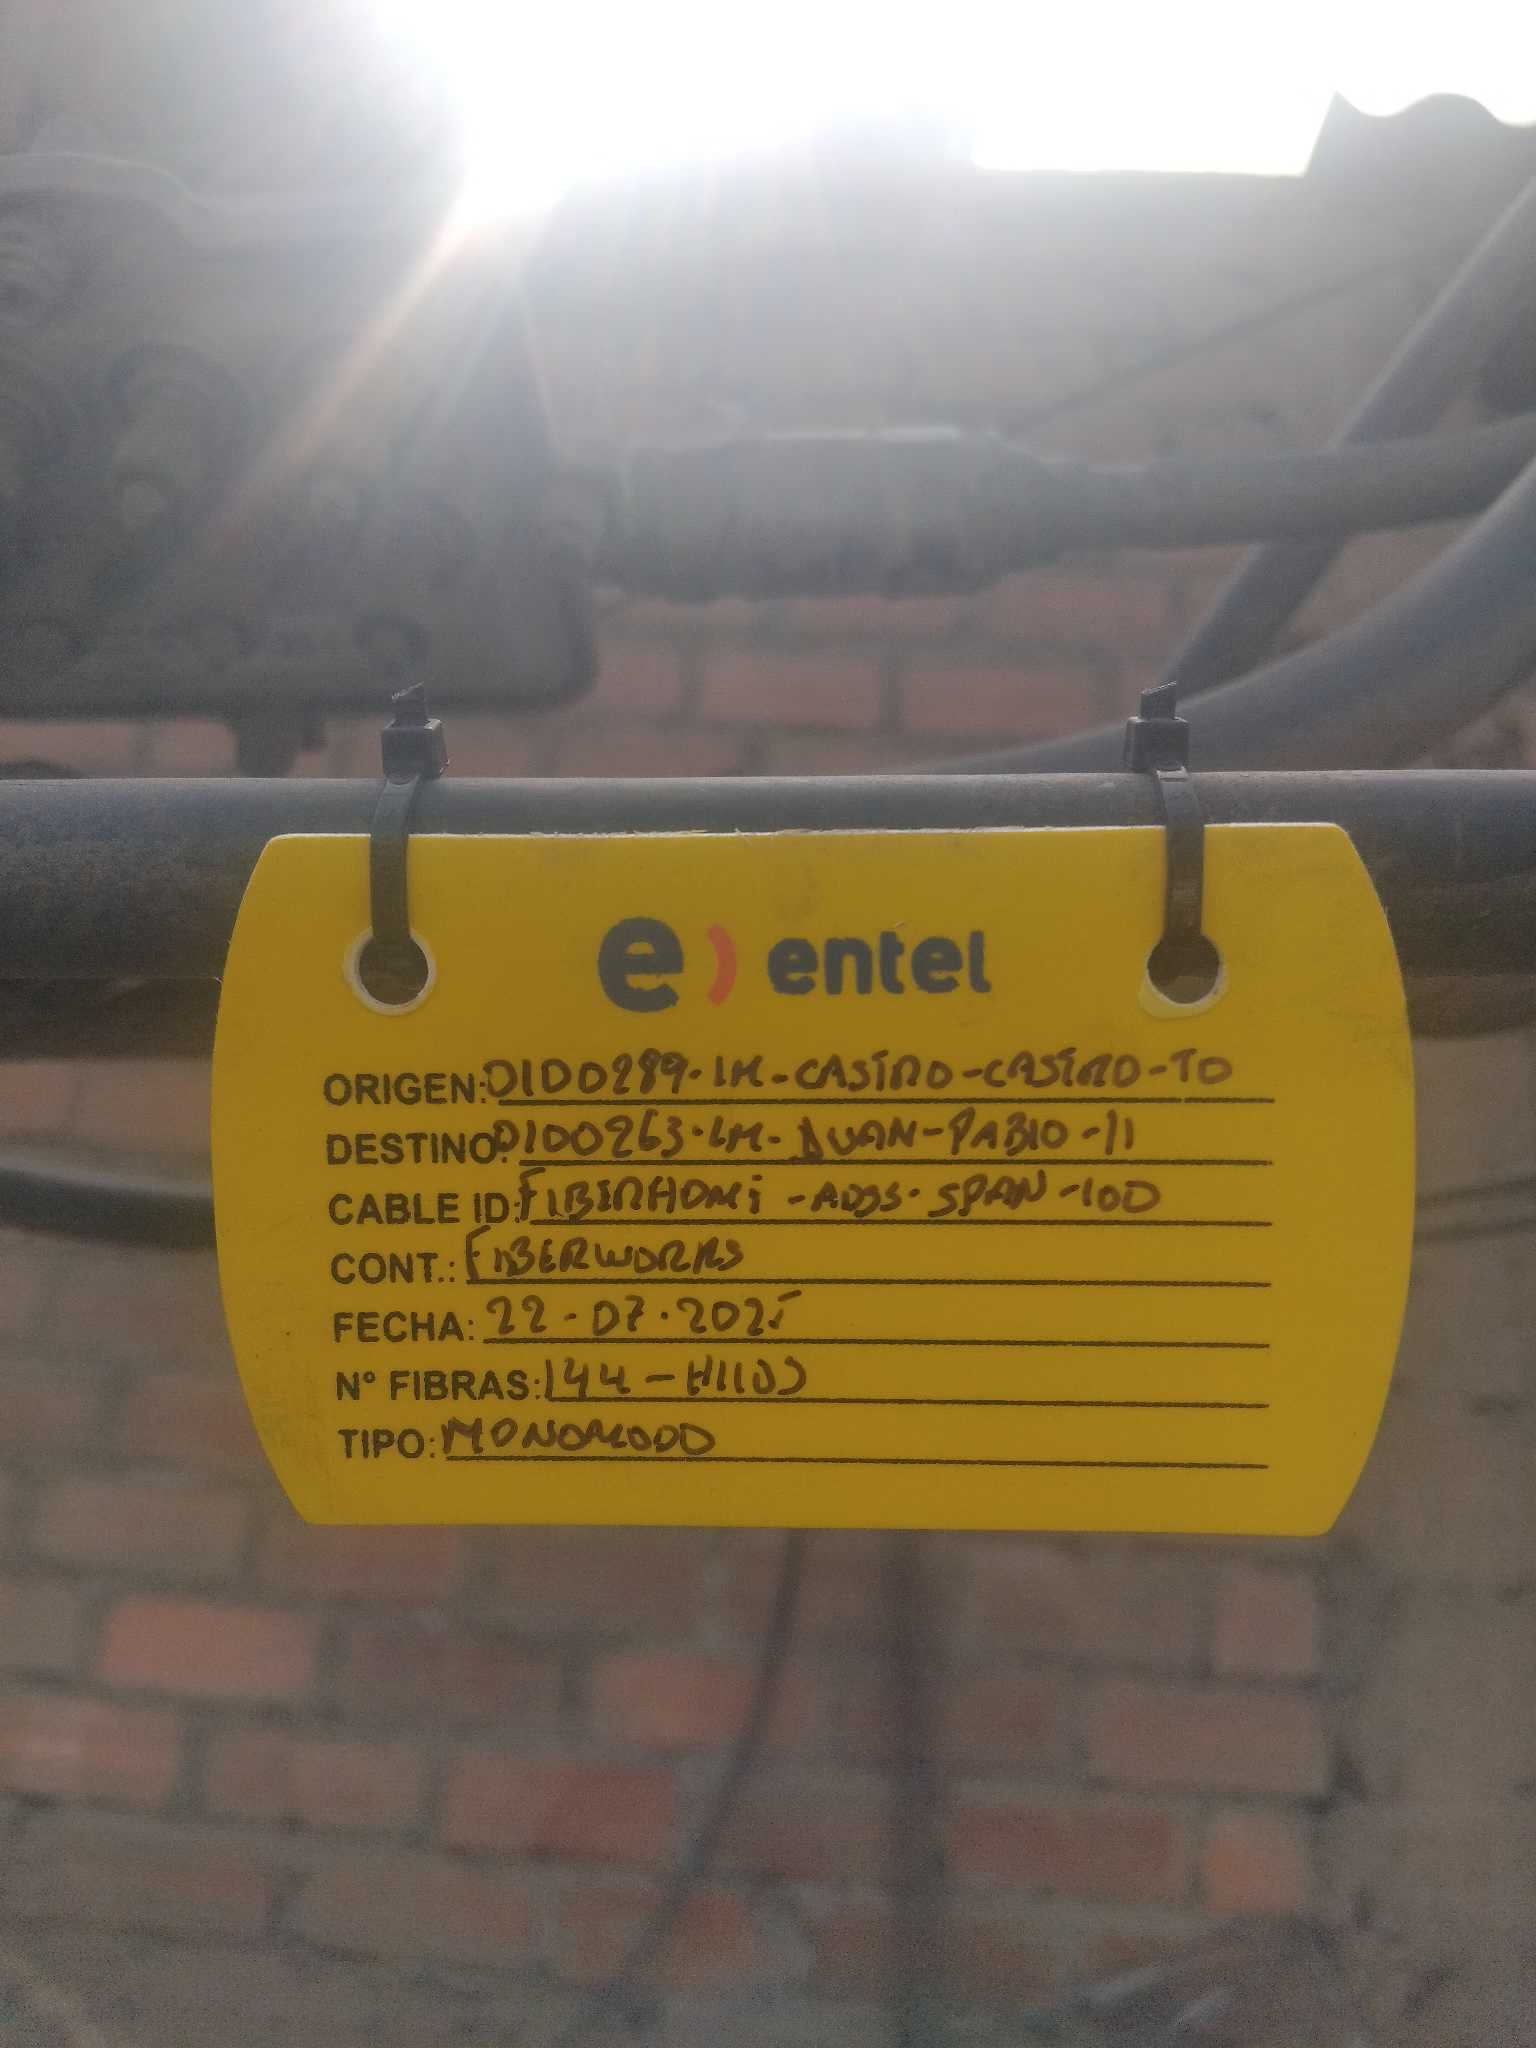 e) entel
ORIGEN: 0100289-LM-CASTRO-CASTRO-TO
DESTINO: 0100263-LM-JUAN-PABLO-II
CABLE ID: FIBERHOMi-ADSS-SPAN-100
CONT.: FIBERWORKS
FECHA: 22-07-2025
N° FIBRAS: 144-HILOS
TIPO: MONOMODO